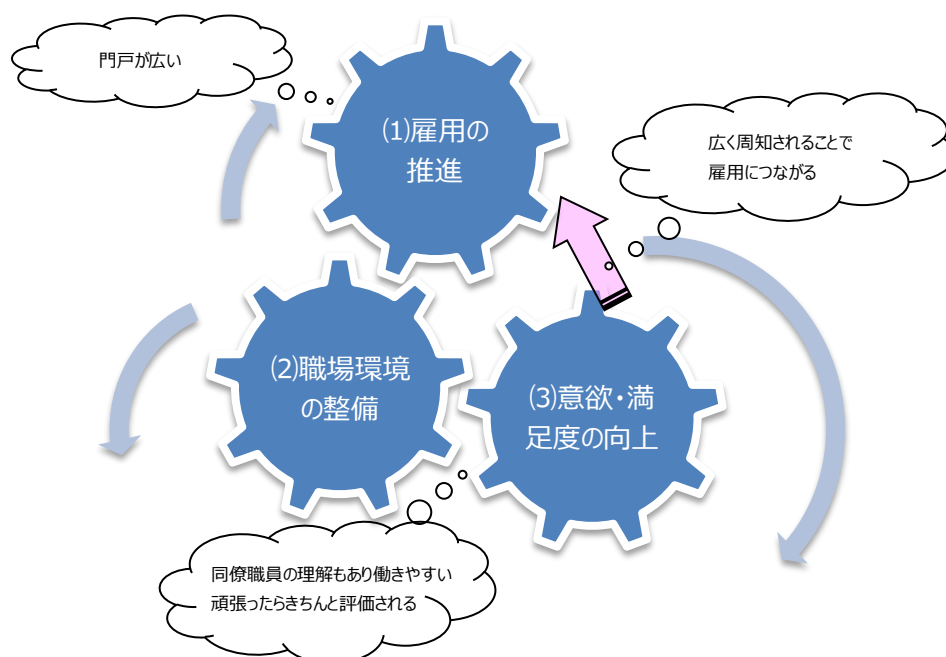 門戸が広い
⑴雇用の
推進
広く周知されることで
雇用につながる
⑵職場環境
の整備
⑶意欲・満
足度の向上
同僚職員の理解もあり働きやすい
頑張ったらきちんと評価される